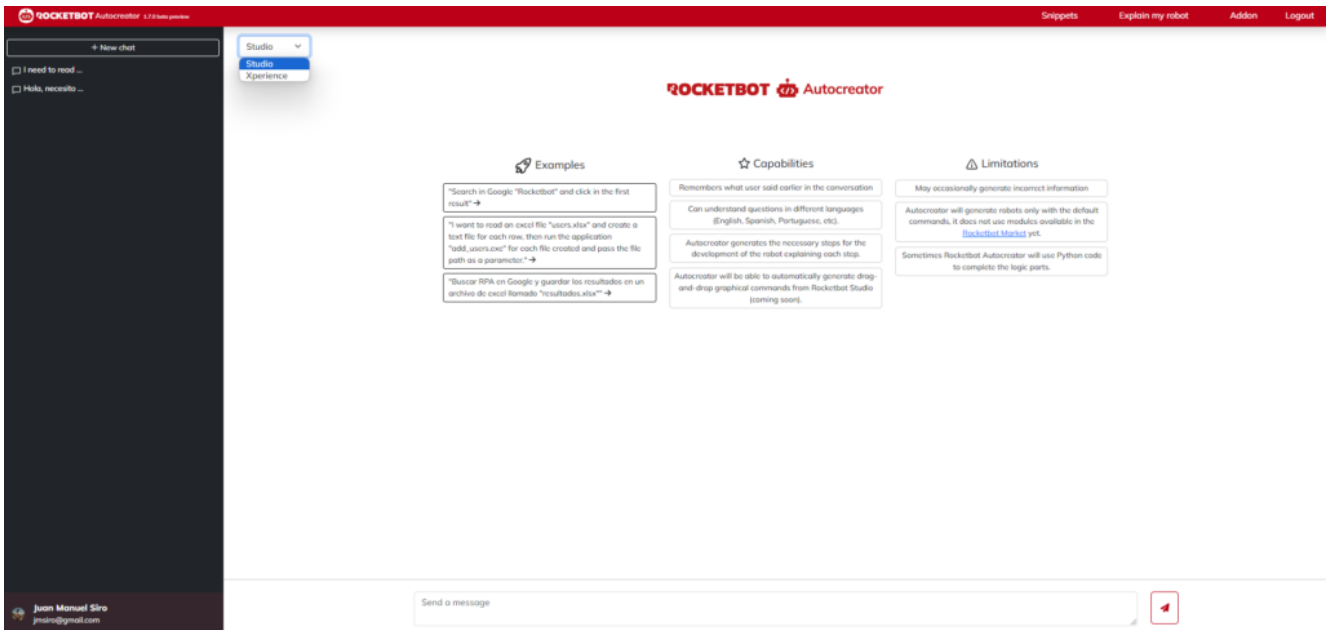 ROCKETBOT Autocreator 1.7.0 beta preview
Snippets
Explain my robot
Addon
Logout
+ New chat
I need to read ...
Hola, necesito ...
Studio
Studio
Xperience
ROCKETBOT Autocreator
Examples
"Search in Google "Rocketbot" and click in the first
result" →
"I want to read an excel file "users.xlsx" and create a
text file for each row, then run the application
"add_users.exe" for each file created and pass the file
path as a parameter." →
"Buscar RPA en Google y guardar los resultados en un
archivo de excel llamado "resultados.xlsx"" →
Capabilities
Remembers what user said earlier in the conversation
Can understand questions in different languages
(English, Spanish, Portuguese, etc).
Autocreator generates the necessary steps for the
development of the robot explaining each step.
Autocreator will be able to automatically generate drag-
and-drop graphical commands from Rocketbot Studio
(coming soon).
Limitations
May occasionally generate incorrect information
Autocreator will generate robots only with the default
commands, it does not use modules available in the
Rocketbot Market yet.
Sometimes Rocketbot Autocreator will use Python code
to complete the logic parts.
Juan Manuel Siro
jmsiro@gmail.com
Send a message